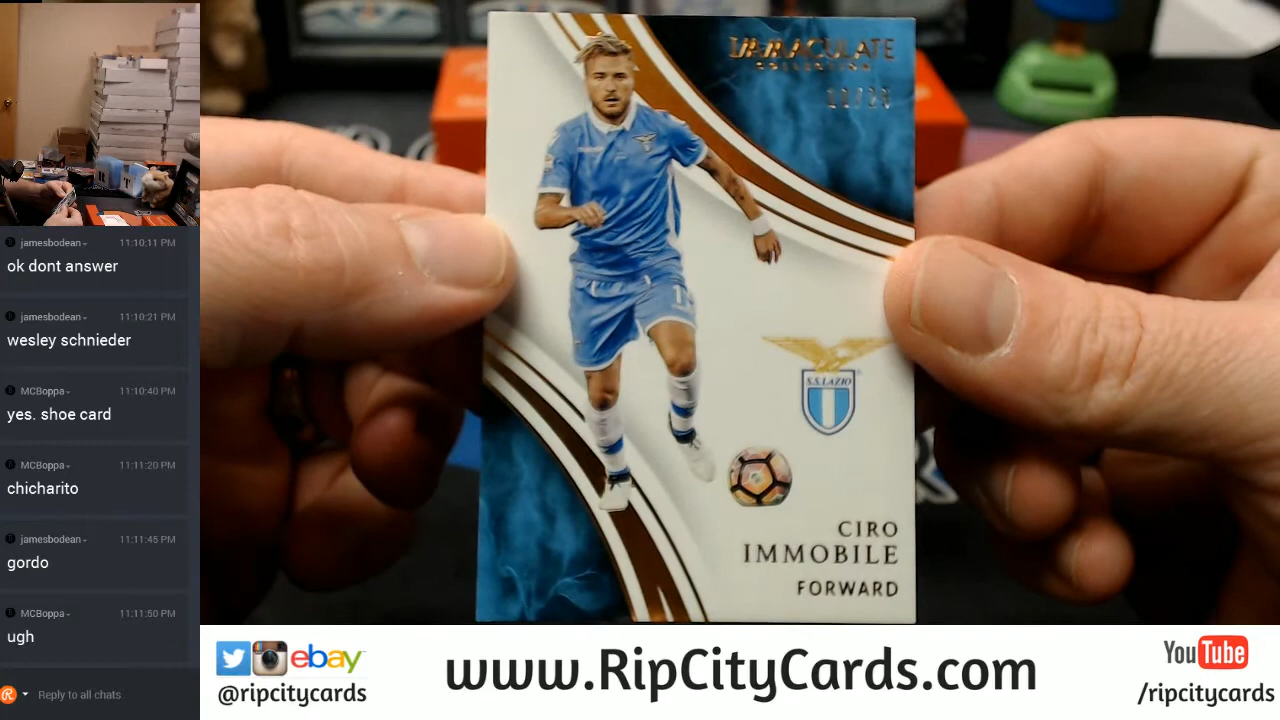 jamesbodean 11:10:11 PM
ok dont answer
jamesbodean 11:10:21 PM
wesley schnieder
MCBoppa 11:10:40 PM
yes. shoe card
MCBoppa 11:11:20 PM
chicharito
jamesbodean 11:11:45 PM
gordo
MCBoppa 11:11:50 PM
ugh
Reply to all chats
IMMACULATE
COLLECTION
S.S.LAZIO
CIRO
IMMOBILE
FORWARD
ebay
@ripcitycards
www.RipCityCards.com
YouTube
/ripcitycards